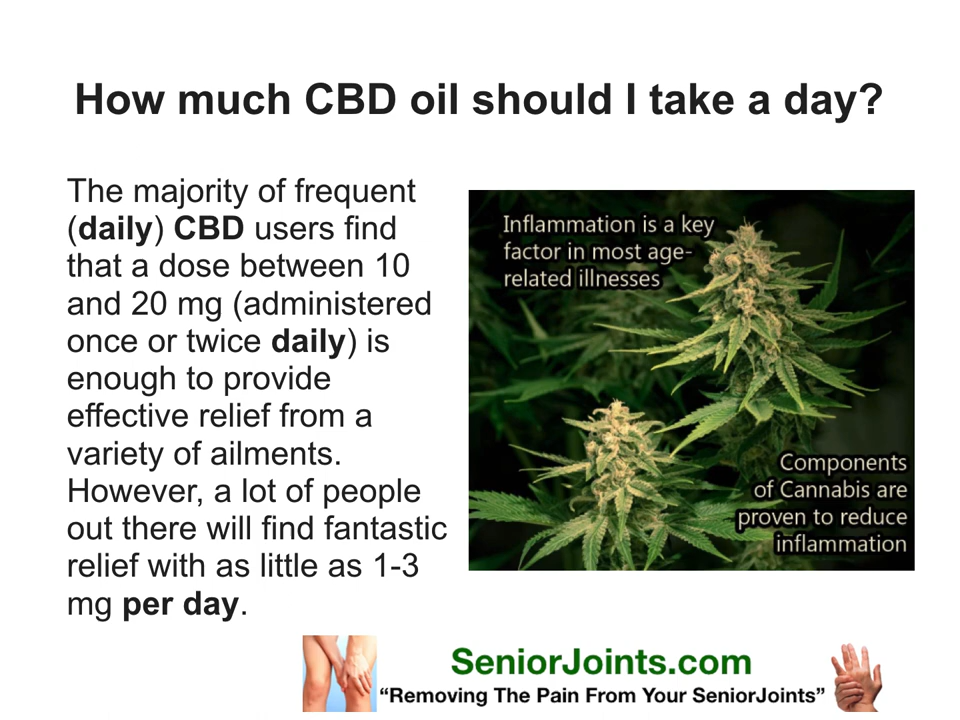 How much CBD oil should I take a day?
The majority of frequent
(daily) CBD users find
that a dose between 10
and 20 mg (administered
once or twice daily) is
enough to provide
effective relief from a
variety of ailments.
However, a lot of people
out there will find fantastic
relief with as little as 1-3
mg per day.
Inflammation is a key
factor in most age-
related illnesses
Components
of Cannabis are
proven to reduce
inflammation
SeniorJoints.com
“Removing The Pain From Your SeniorJoints”